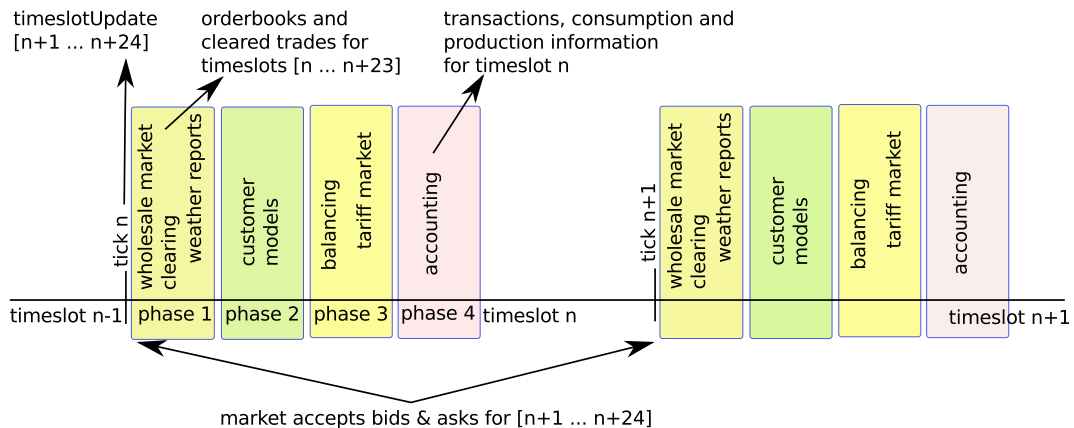 timeslotUpdate
[n+1 ... n+24]
orderbooks and
cleared trades for
timeslots [n ... n+23]
transactions, consumption and
production information
for timeslot n
tick n
wholesale market
clearing
weather reports
customer
models
balancing
tariff market
accounting
tick n+1
wholesale market
clearing
weather reports
customer
models
balancing
tariff market
accounting
timeslot n-1
phase 1
phase 2
phase 3
phase 4
timeslot n
timeslot n+1
market accepts bids & asks for [n+1 ... n+24]